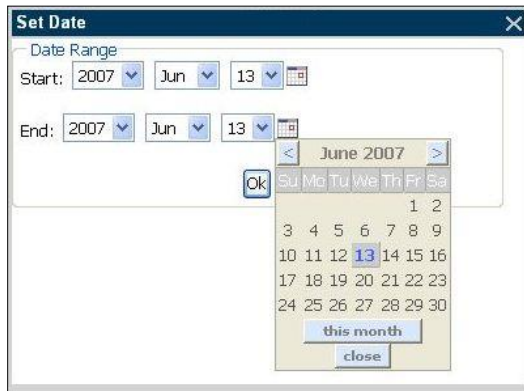 Set Date
Date Range
Start: 2007 Jun 13
End: 2007 Jun 13
< June 2007 >
Ok
Su Mo Tu We Th Fr Sa
1 2
3 4 5 6 7 8 9
10 11 12 13 14 15 16
17 18 19 20 21 22 23
24 25 26 27 28 29 30
this month
close